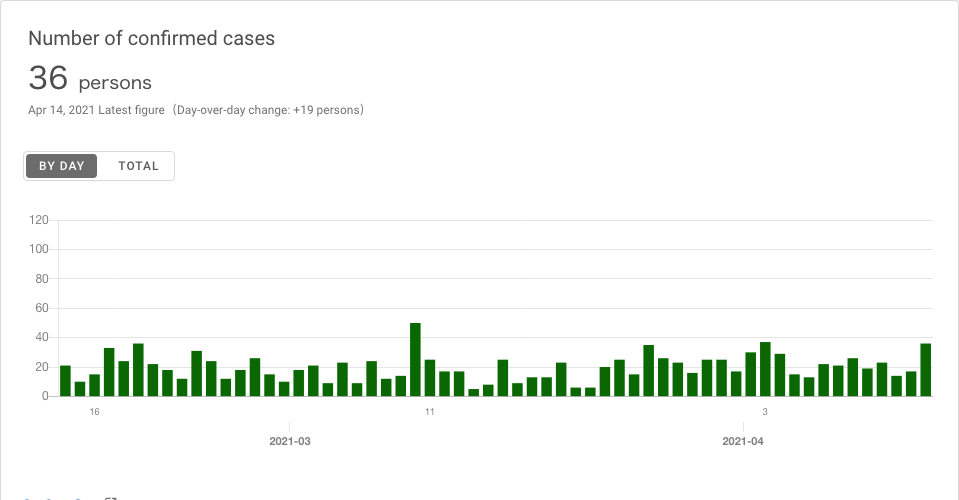 Number of confirmed cases
36 persons
Apr 14, 2021 Latest figure（Day-over-day change: +19 persons）
BY DAY TOTAL
120
100
80
60
40
20
0
16 11 3
2021-03 2021-04